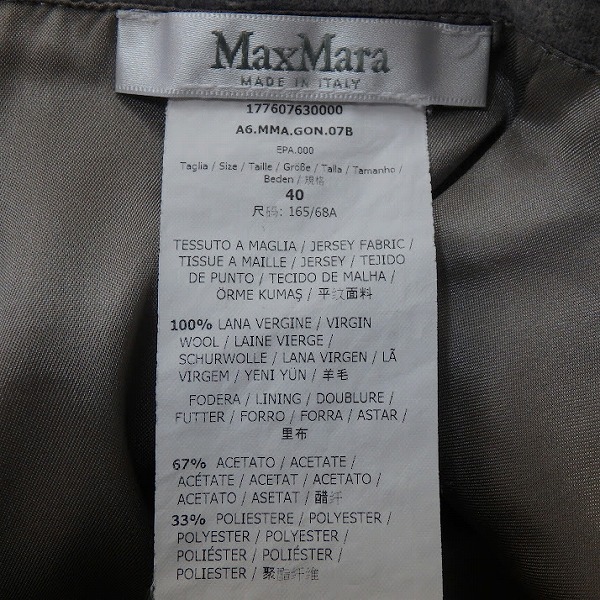 MaxMara
MADE IN ITALY
177607630000
A6.MMA.GON.07B
EPA.000
Taglia / Size / Taille / Größe / Talla / Tamanho /
Beden / 规格
40
尺码: 165/68A
TESSUTO A MAGLIA / JERSEY FABRIC /
TISSUE A MAILLE / JERSEY / TEJIDO
DE PUNTO / TECIDO DE MALHA /
ÖRME KUMAŞ / 平纹面料
100% LANA VERGINE / VIRGIN
WOOL / LAINE VIERGE /
SCHURWOLLE / LANA VIRGEN / LÃ
VIRGEM / YENI YÜN / 羊毛
FODERA / LINING / DOUBLURE /
FUTTER / FORRO / FORRA / ASTAR /
里布
67% ACETATO / ACETATE /
ACÉTATE / ACETAT / ACETATO /
ACETATO / ASETAT / 醋纤
33% POLIESTERE / POLYESTER /
POLYESTER / POLYESTER /
POLIÉSTER / POLIÉSTER /
POLIESTER / 聚酯纤维